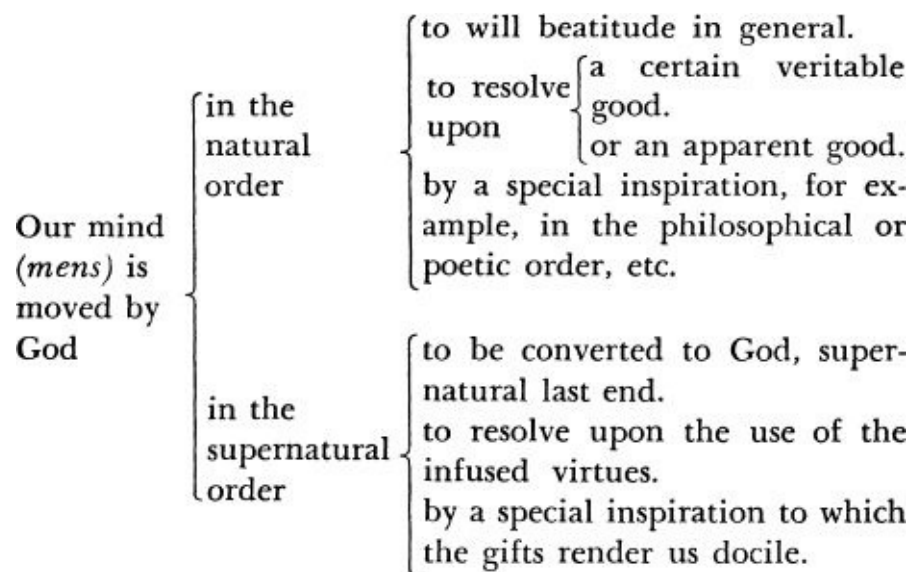 Our mind
(mens) is
moved by
God
in the
natural
order
to will beatitude in general.
to resolve
upon
a certain veritable
good.
or an apparent good.
by a special inspiration, for ex-
ample, in the philosophical or
poetic order, etc.
in the
supernatural
order
to be converted to God, super-
natural last end.
to resolve upon the use of the
infused virtues.
by a special inspiration to which
the gifts render us docile.